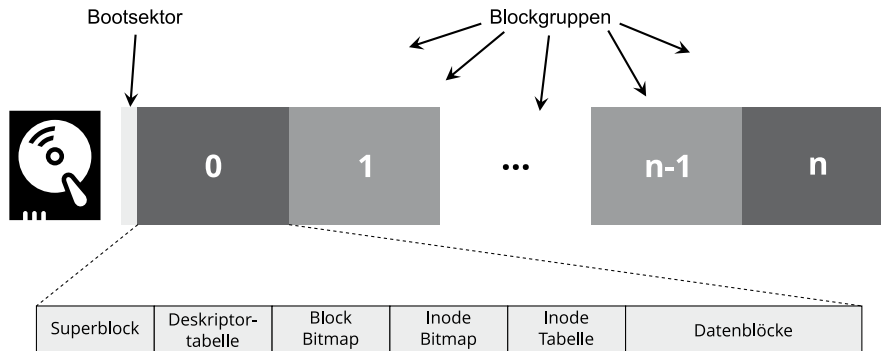 Bootsektor
Blockgruppen
0
1
...
n-1
n
Superblock
Deskriptor-
tabelle
Block
Bitmap
Inode
Bitmap
Inode
Tabelle
Datenblöcke